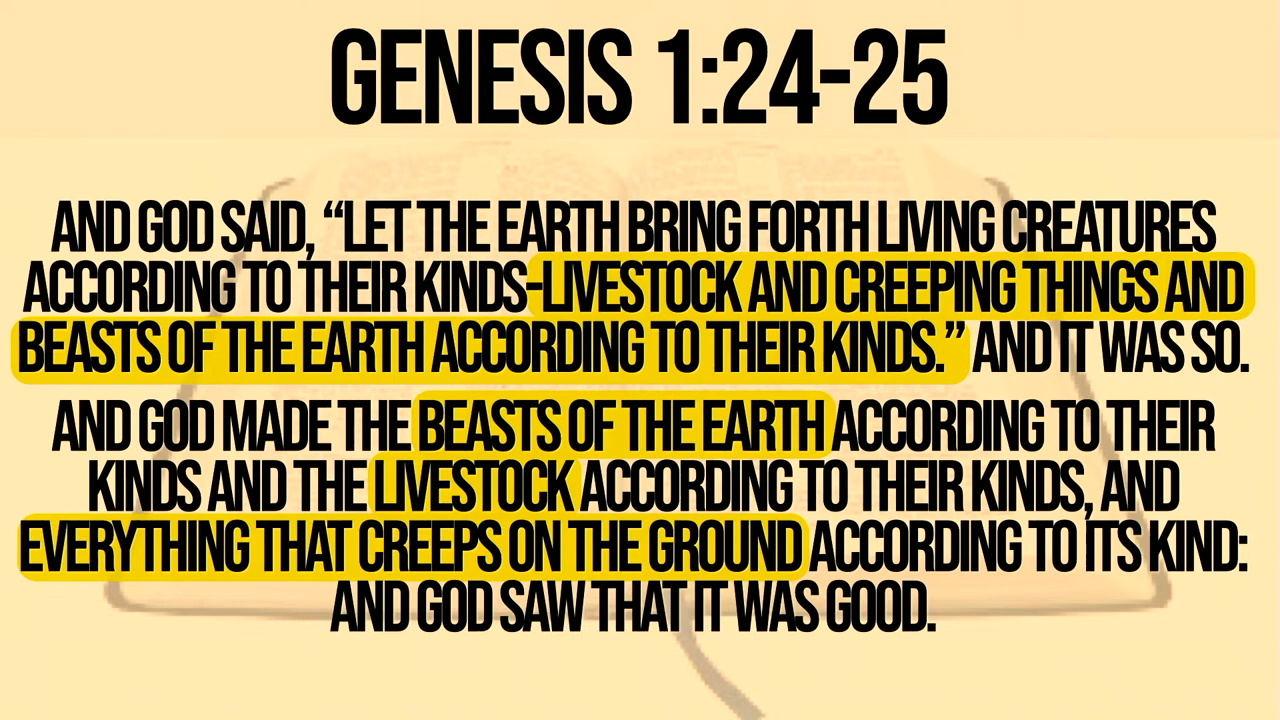 GENESIS 1:24-25
AND GOD SAID, “LET THE EARTH BRING FORTH LIVING CREATURES
ACCORDING TO THEIR KINDS-LIVESTOCK AND CREEPING THINGS AND
BEASTS OF THE EARTH ACCORDING TO THEIR KINDS.” AND IT WAS SO.
AND GOD MADE THE BEASTS OF THE EARTH ACCORDING TO THEIR
KINDS AND THE LIVESTOCK ACCORDING TO THEIR KINDS, AND
EVERYTHING THAT CREEPS ON THE GROUND ACCORDING TO ITS KIND:
AND GOD SAW THAT IT WAS GOOD.